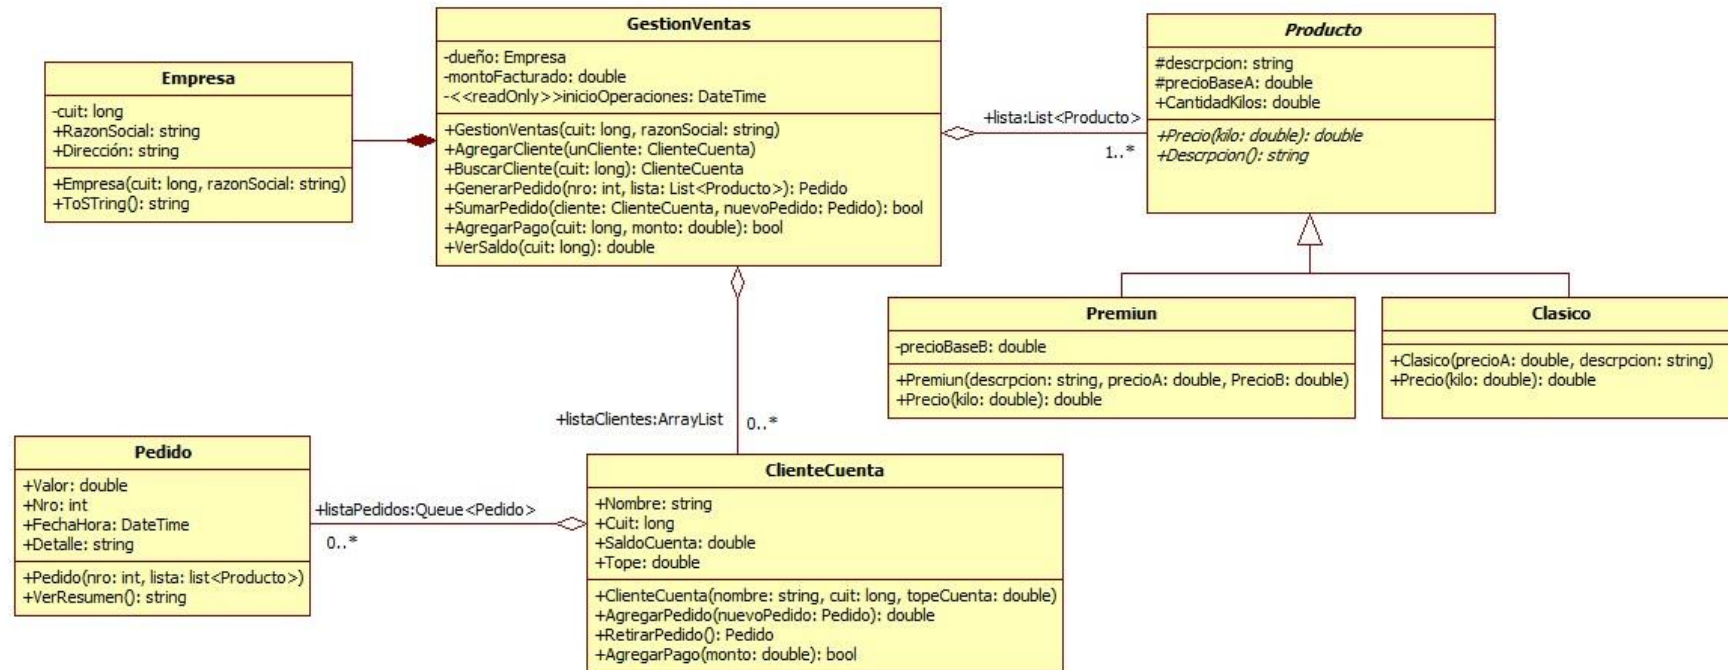 Empresa
-cuit: long
+RazonSocial: string
+Dirección: string
+Empresa(cuit: long, razonSocial: string)
+ToSTring(): string
GestionVentas
-dueño: Empresa
-montoFacturado: double
-<<readOnly>>inicioOperaciones: DateTime
+GestionVentas(cuit: long, razonSocial: string)
+AgregarCliente(unCliente: ClienteCuenta)
+BuscarCliente(cuit: long): ClienteCuenta
+GenerarPedido(nro: int, lista: List<Producto>): Pedido
+SumarPedido(cliente: ClienteCuenta, nuevoPedido: Pedido): bool
+AgregarPago(cuit: long, monto: double): bool
+VerSaldo(cuit: long): double
+lista:List<Producto>
1..*
Producto
#descrpcion: string
#precioBaseA: double
+CantidadKilos: double
+Precio(kilo: double): double
+Descrpcion(): string
Premiun
-precioBaseB: double
+Premiun(descrpcion: string, precioA: double, PrecioB: double)
+Precio(kilo: double): double
Clasico
+Clasico(precioA: double, descrpcion: string)
+Precio(kilo: double): double
+listaClientes:ArrayList
0..*
Pedido
+Valor: double
+Nro: int
+FechaHora: DateTime
+Detalle: string
+Pedido(nro: int, lista: list<Producto>)
+VerResumen(): string
+listaPedidos:Queue<Pedido>
0..*
ClienteCuenta
+Nombre: string
+Cuit: long
+SaldoCuenta: double
+Tope: double
+ClienteCuenta(nombre: string, cuit: long, topeCuenta: double)
+AgregarPedido(nuevoPedido: Pedido): double
+RetirarPedido(): Pedido
+AgregarPago(monto: double): bool